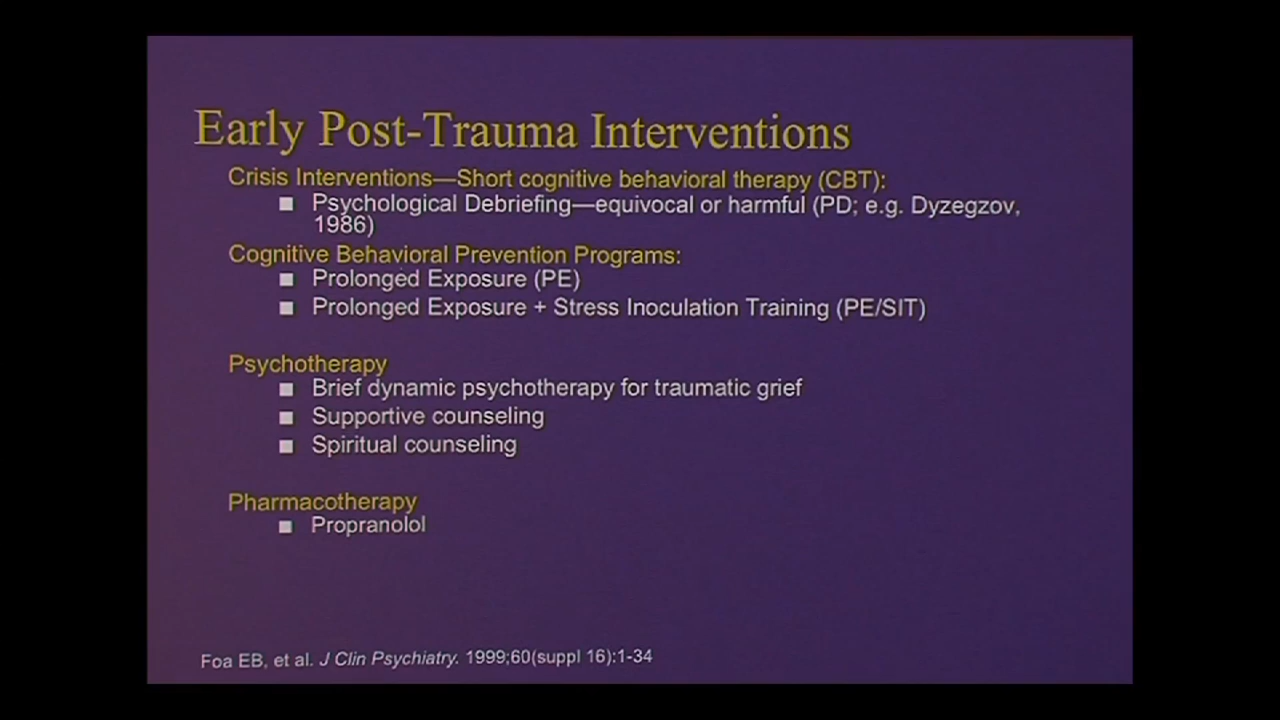 Early Post-Trauma Interventions
Crisis Interventions—Short cognitive behavioral therapy (CBT):
■ Psychological Debriefing—equivocal or harmful (PD; e.g. Dyzegzov,
1986)
Cognitive Behavioral Prevention Programs:
■ Prolonged Exposure (PE)
■ Prolonged Exposure + Stress Inoculation Training (PE/SIT)
Psychotherapy
■ Brief dynamic psychotherapy for traumatic grief
■ Supportive counseling
■ Spiritual counseling
Pharmacotherapy
■ Propranolol
Foa EB, et al. J Clin Psychiatry. 1999;60(suppl 16):1-34